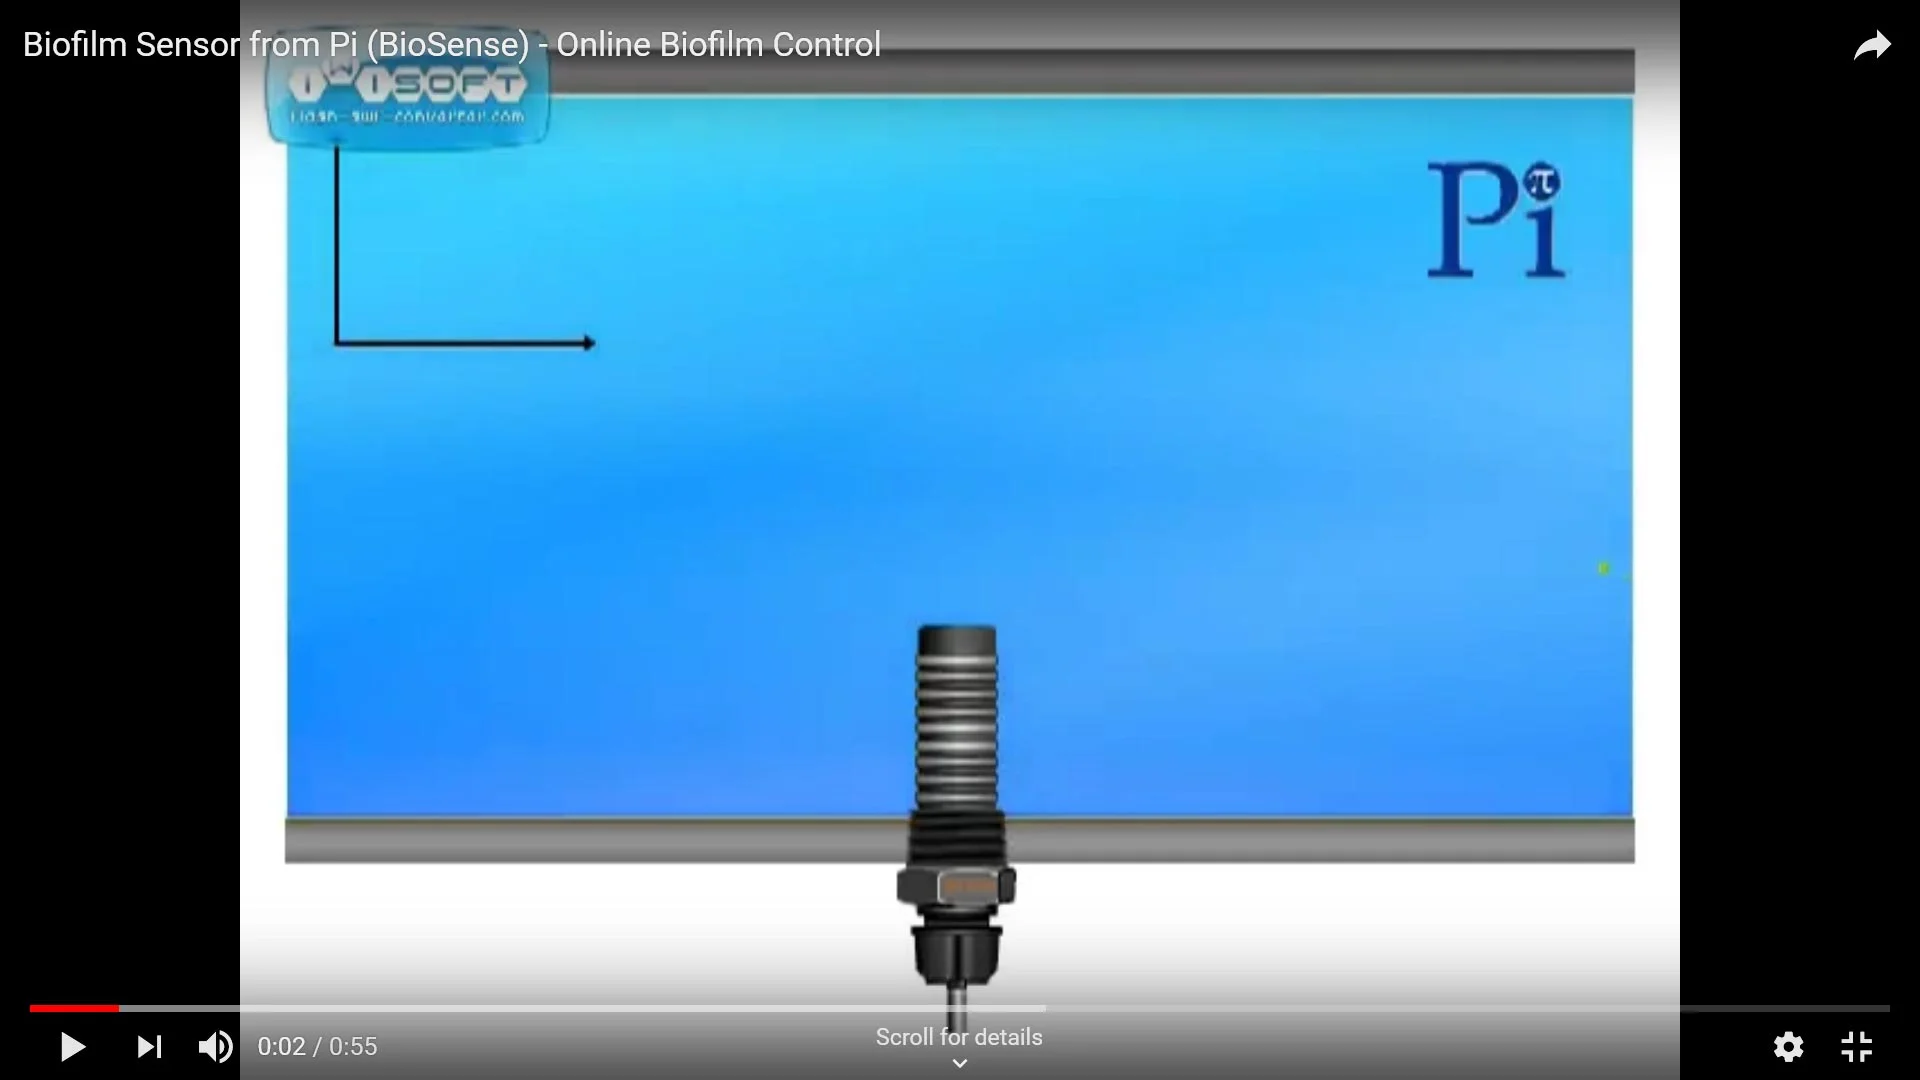 Biofilm Sensor from Pi (BioSense) - Online Biofilm Control
iWiSOFT
flash-swf-converter.com
Pi
π
0:02 / 0:55
Scroll for details